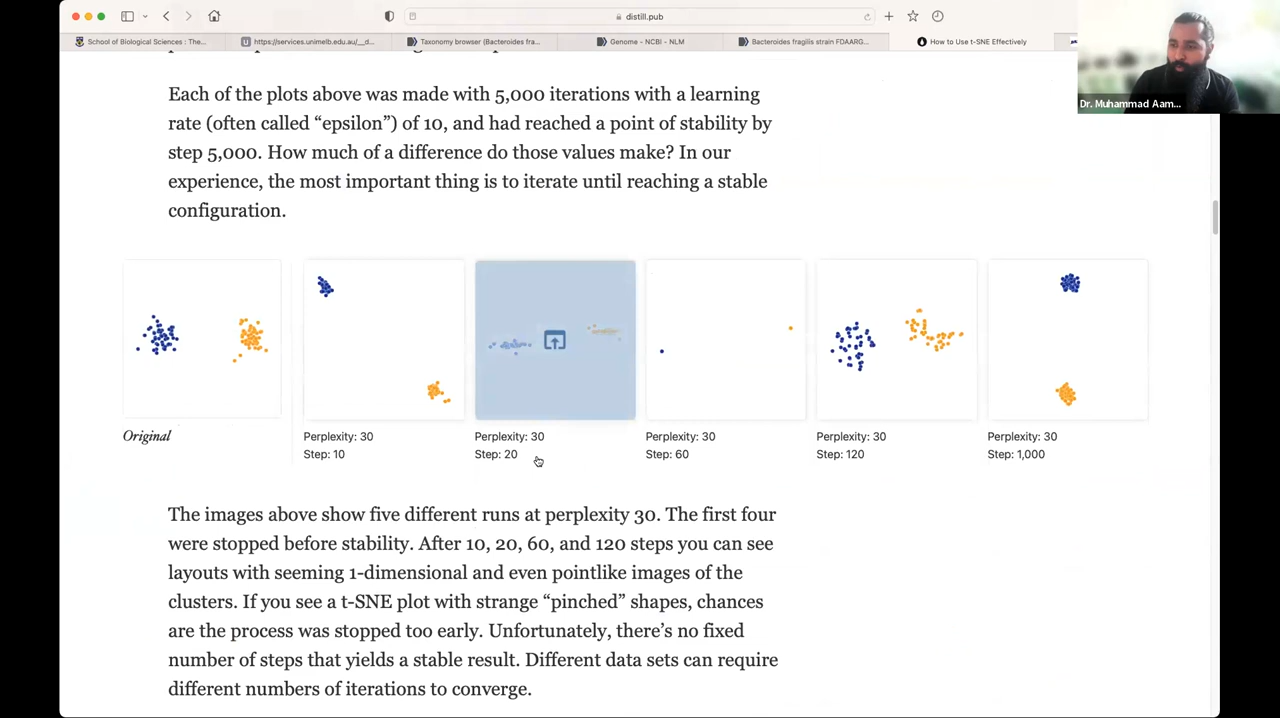 distill.pub
School of Biological Sciences : The...
https://services.unimelb.edu.au/__d...
Taxonomy browser (Bacteroides fra...
Genome - NCBI - NLM
Bacteroides fragilis strain FDAARG...
How to Use t-SNE Effectively
Dr. Muhammad Aam...
Each of the plots above was made with 5,000 iterations with a learning
rate (often called “epsilon”) of 10, and had reached a point of stability by
step 5,000. How much of a difference do those values make? In our
experience, the most important thing is to iterate until reaching a stable
configuration.
Original
Perplexity: 30
Step: 10
Perplexity: 30
Step: 20
Perplexity: 30
Step: 60
Perplexity: 30
Step: 120
Perplexity: 30
Step: 1,000
The images above show five different runs at perplexity 30. The first four
were stopped before stability. After 10, 20, 60, and 120 steps you can see
layouts with seeming 1-dimensional and even pointlike images of the
clusters. If you see a t-SNE plot with strange “pinched” shapes, chances
are the process was stopped too early. Unfortunately, there’s no fixed
number of steps that yields a stable result. Different data sets can require
different numbers of iterations to converge.